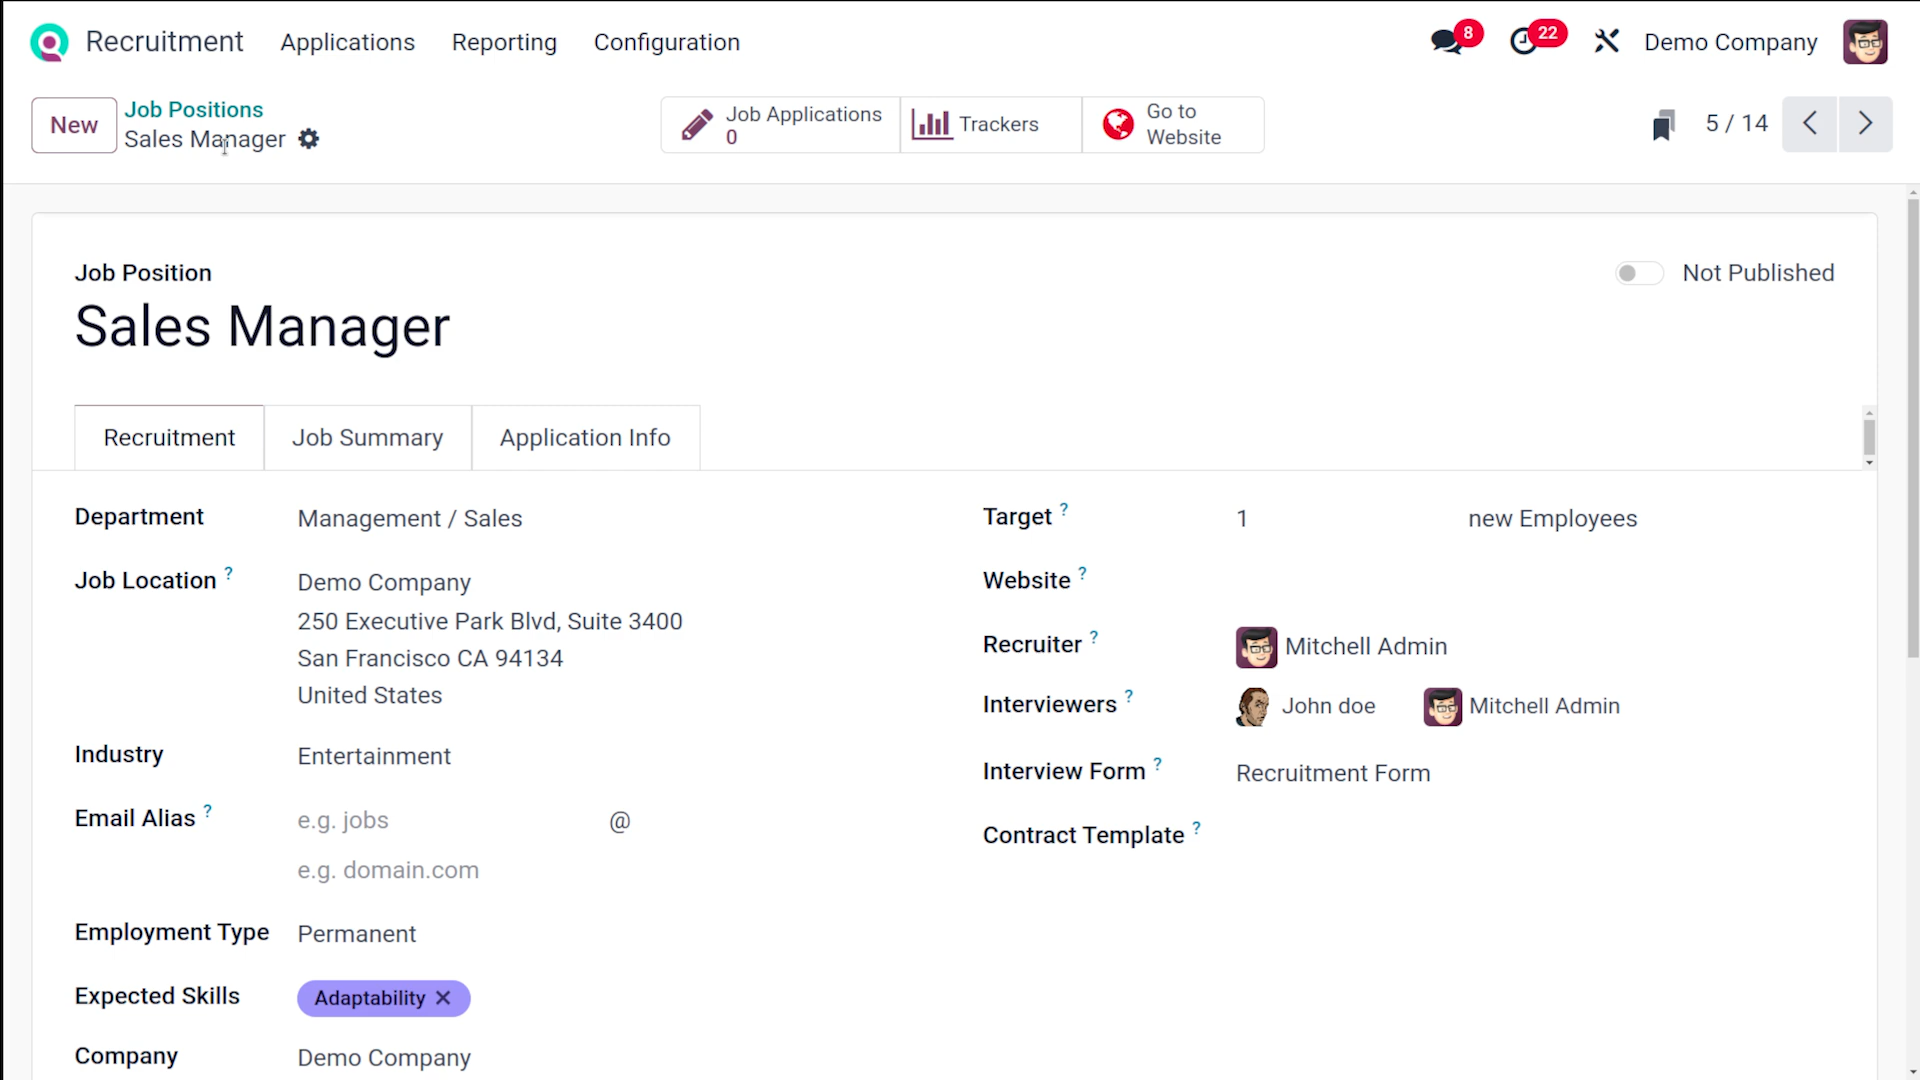 Recruitment Applications Reporting Configuration 8 22 Demo Company
New Job Positions
Sales Manager
Job Applications
0
Trackers
Go to
Website
5 / 14
Job Position
Not Published
Sales Manager
Recruitment Job Summary Application Info
Department Management / Sales
Job Location ? Demo Company
250 Executive Park Blvd, Suite 3400
San Francisco CA 94134
United States
Industry Entertainment
Email Alias ? e.g. jobs @
e.g. domain.com
Employment Type Permanent
Expected Skills Adaptability
Company Demo Company
Target ? 1 new Employees
Website ?
Recruiter ? Mitchell Admin
Interviewers ? John doe Mitchell Admin
Interview Form ? Recruitment Form
Contract Template ?